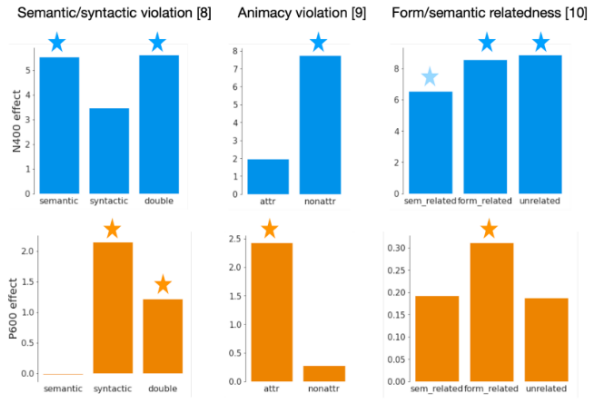 Semantic/syntactic violation [8]
Animacy violation [9]
Form/semantic relatedness [10]
N400 effect
5
4
3
2
1
0
semantic
syntactic
double
8
7
6
5
4
3
2
1
0
attr
nonattr
8
6
4
2
0
sem_related
form_related
unrelated
P600 effect
2.0
1.5
1.0
0.5
0.0
semantic
syntactic
double
2.5
2.0
1.5
1.0
0.5
0.0
attr
nonattr
0.30
0.25
0.20
0.15
0.10
0.05
0.00
sem_related
form_related
unrelated